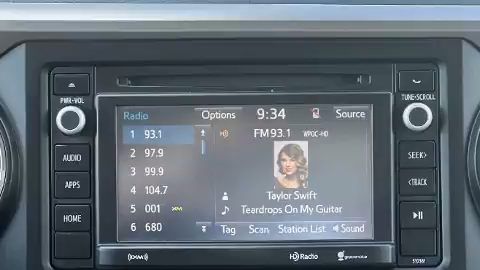 PWR•VOL
TUNE•SCROLL
Radio Options 9:34 Source
1 93.1
2 97.9
3 99.9
4 104.7
5 001
6 680
FM 93.1 WPOC-HD
Taylor Swift
Teardrops On My Guitar
Tag Scan Station List Sound
AUDIO
APPS
HOME
SEEK>
<TRACK
HD Radio
gracenote